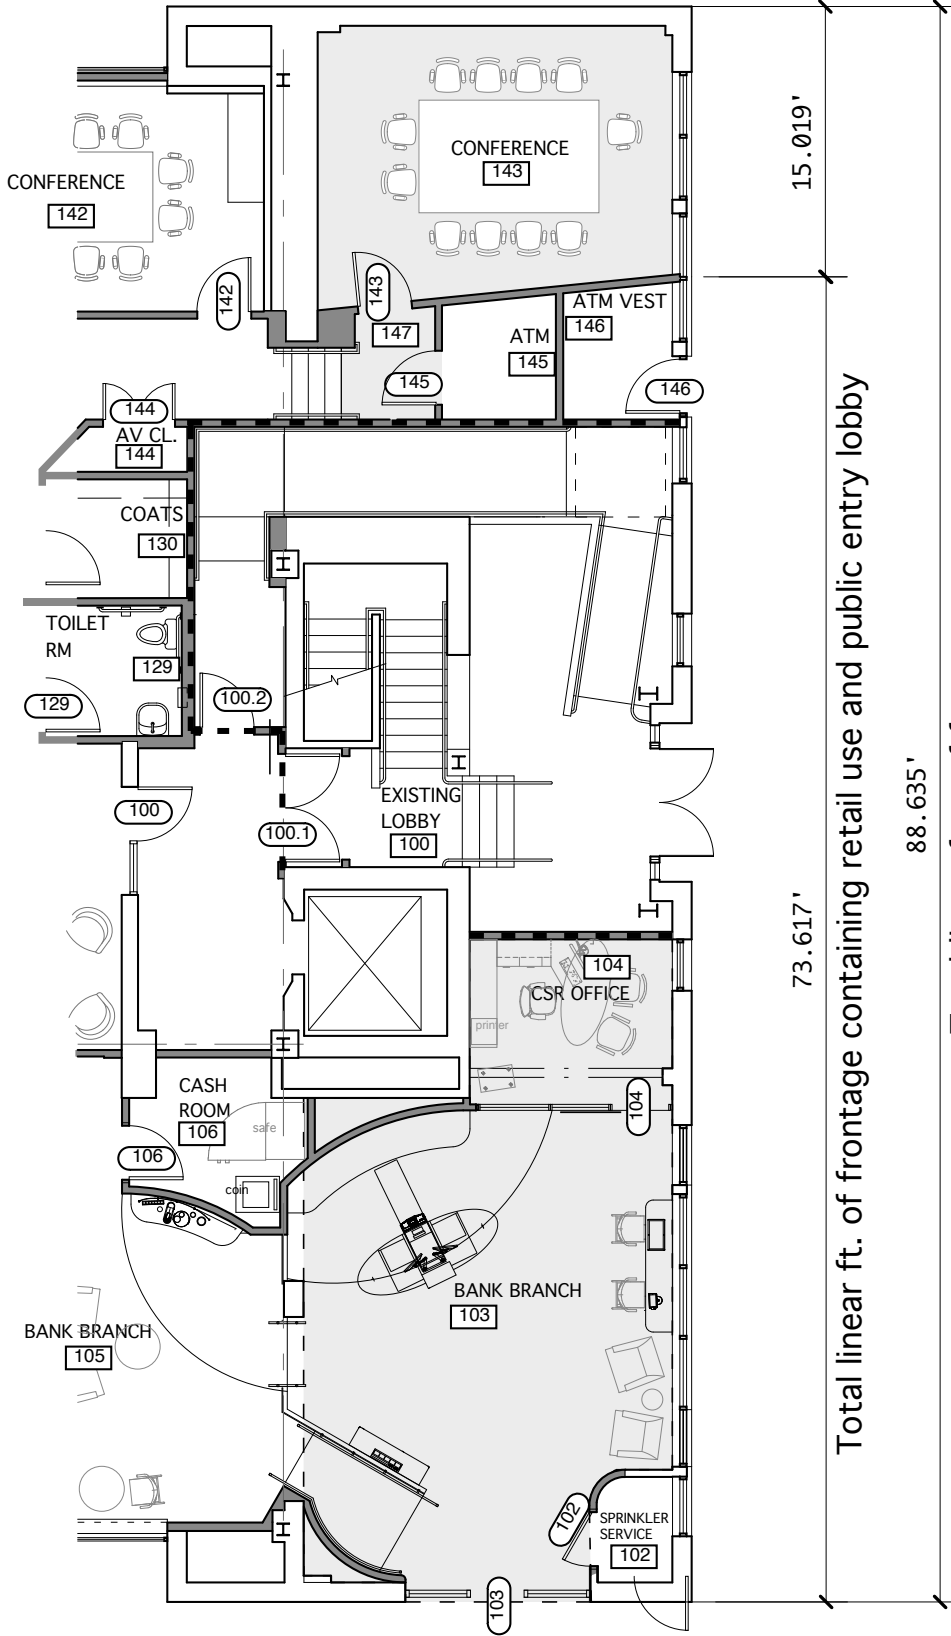 CONFERENCE
143
CONFERENCE
142
142
143
147
ATM VEST
146
ATM
145
145
146
144
AV CL.
144
COATS
130
TOILET
RM
129
129
100.2
100
100.1
EXISTING
LOBBY
100
104
CSR OFFICE
printer
104
CASH
ROOM
106
safe
106
coin
BANK BRANCH
103
BANK BRANCH
105
102
SPRINKLER
SERVICE
102
103
15.019'
73.617'
Total linear ft. of frontage containing retail use and public entry lobby
88.635'